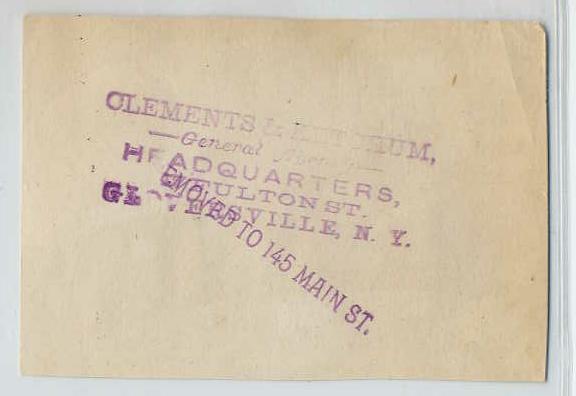 CLEMENTS &
General
HEADQUARTERS,
FULTON ST.
GLOVERSVILLE, N. Y.
REMOVED TO 145 MAIN ST.